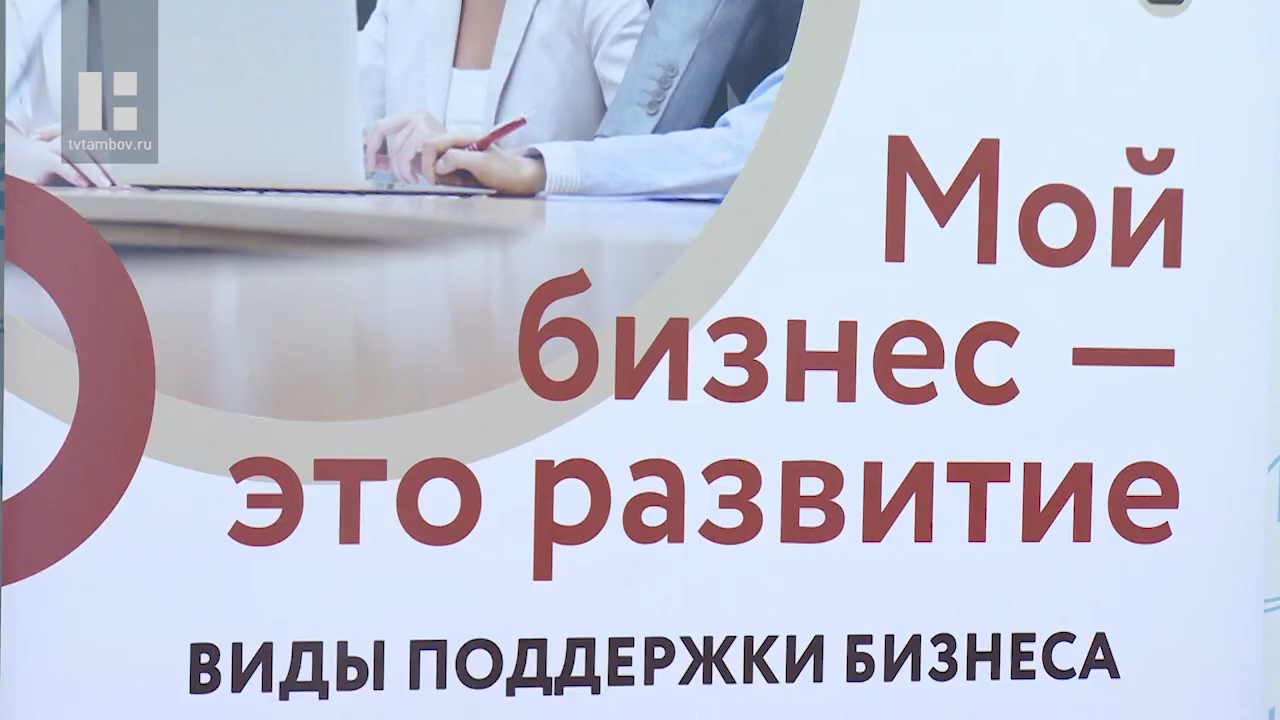 tvtambov.ru
Мой
бизнес —
это развитие
ВИДЫ ПОДДЕРЖКИ БИЗНЕСА